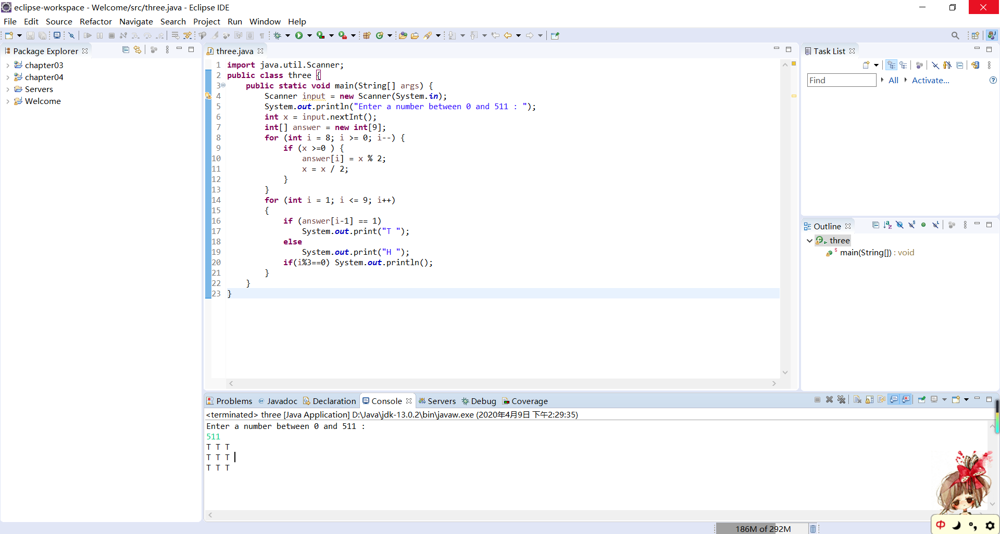 eclipse-workspace - Welcome/src/three.java - Eclipse IDE
File Edit Source Refactor Navigate Search Project Run Window Help
Package Explorer
chapter03
chapter04
Servers
Welcome
three.java
1 import java.util.Scanner;
2 public class three {
3 public static void main(String[] args) {
4 Scanner input = new Scanner(System.in);
5 System.out.println("Enter a number between 0 and 511 : ");
6 int x = input.nextInt();
7 int[] answer = new int[9];
8 for (int i = 8; i >= 0; i--) {
9 if (x >=0 ) {
10 answer[i] = x % 2;
11 x = x / 2;
12 }
13 }
14 for (int i = 1; i <= 9; i++)
15 {
16 if (answer[i-1] == 1)
17 System.out.print("T ");
18 else
19 System.out.print("H ");
20 if(i%3==0) System.out.println();
21 }
22 }
23 }
Task List
Find All Activate...
Outline
three
main(String[]) : void
Problems @ Javadoc Declaration Console Servers Debug Coverage
<terminated> three [Java Application] D:\Java\jdk-13.0.2\bin\javaw.exe (2020年4月9日 下午2:29:35)
Enter a number between 0 and 511 :
511
T T T
T T T
T T T
186M of 292M
中